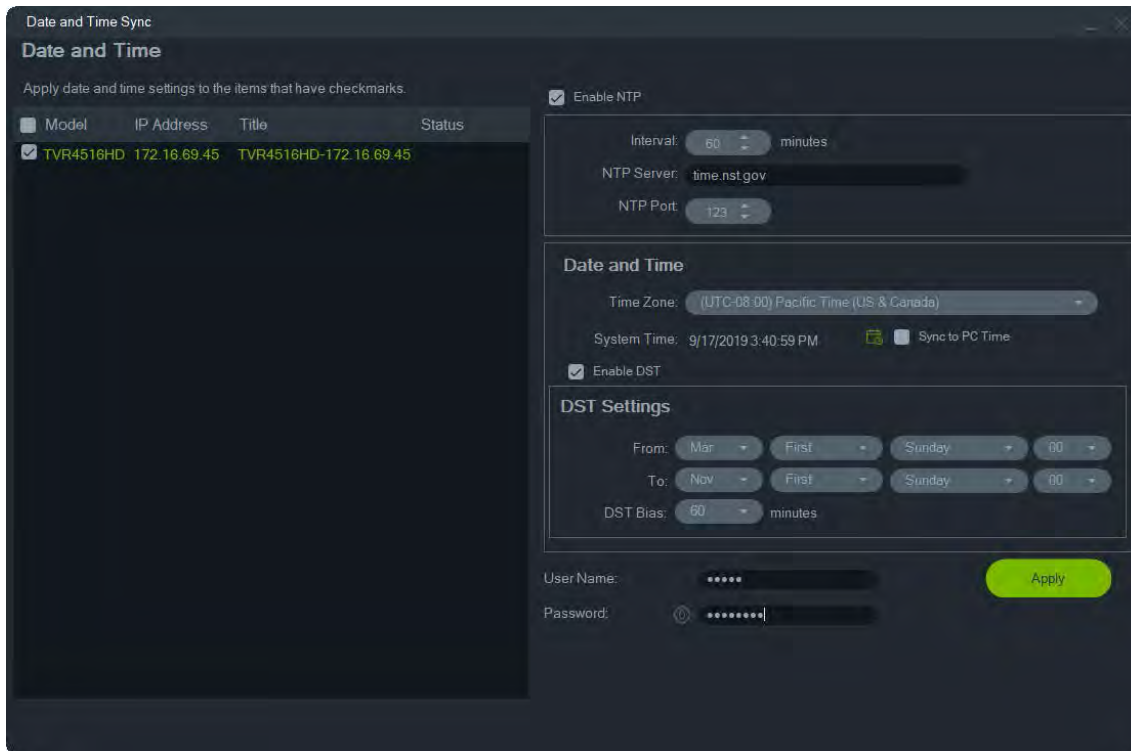 Date and Time Sync
Date and Time
Apply date and time settings to the items that have checkmarks.
Model IP Address Title Status
TVR4516HD 172.16.69.45 TVR4516HD-172.16.69.45
Enable NTP
Interval: 60 minutes
NTP Server: time.nst.gov
NTP Port: 123
Date and Time
Time Zone: (UTC-08:00) Pacific Time (US & Canada)
System Time: 9/17/2019 3:40:59 PM Sync to PC Time
Enable DST
DST Settings
From: Mar First Sunday 00
To: Nov First Sunday 00
DST Bias: 60 minutes
User Name: •••••
Apply
Password: ••••••••